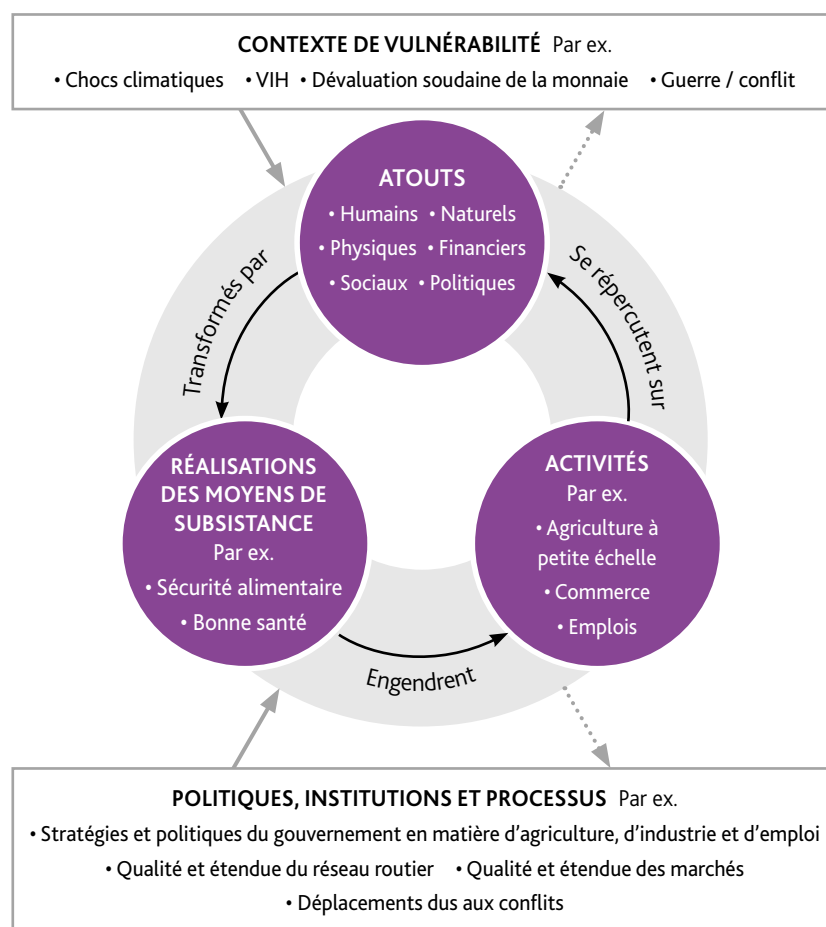 CONTEXTE DE VULNÉRABILITÉ Par ex.
• Chocs climatiques • VIH • Dévaluation soudaine de la monnaie • Guerre / conflit
ATOUTS
• Humains • Naturels
• Physiques • Financiers
• Sociaux • Politiques
Transformés par
Se répercutent sur
RÉALISATIONS
DES MOYENS DE
SUBSISTANCE
Par ex.
• Sécurité alimentaire
• Bonne santé
ACTIVITÉS
Par ex.
• Agriculture à
petite échelle
• Commerce
• Emplois
Engendrent
POLITIQUES, INSTITUTIONS ET PROCESSUS Par ex.
• Stratégies et politiques du gouvernement en matière d’agriculture, d’industrie et d’emploi
• Qualité et étendue du réseau routier • Qualité et étendue des marchés
• Déplacements dus aux conflits